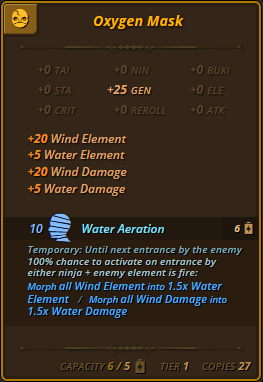 Oxygen Mask
+0 TAI +0 NIN +0 BUKI
+0 STA +25 GEN +0 ELE
+0 CRIT +0 REROLL +0 ATK
+20 Wind Element
+5 Water Element
+20 Wind Damage
+5 Water Damage
10 Water Aeration 6
Temporary: Until next entrance by the enemy
100% chance to activate on entrance by
either ninja + enemy element is fire:
Morph all Wind Element into 1.5x Water
Element / Morph all Wind Damage into
1.5x Water Damage
CAPACITY 6 / 5 TIER 1 COPIES 27